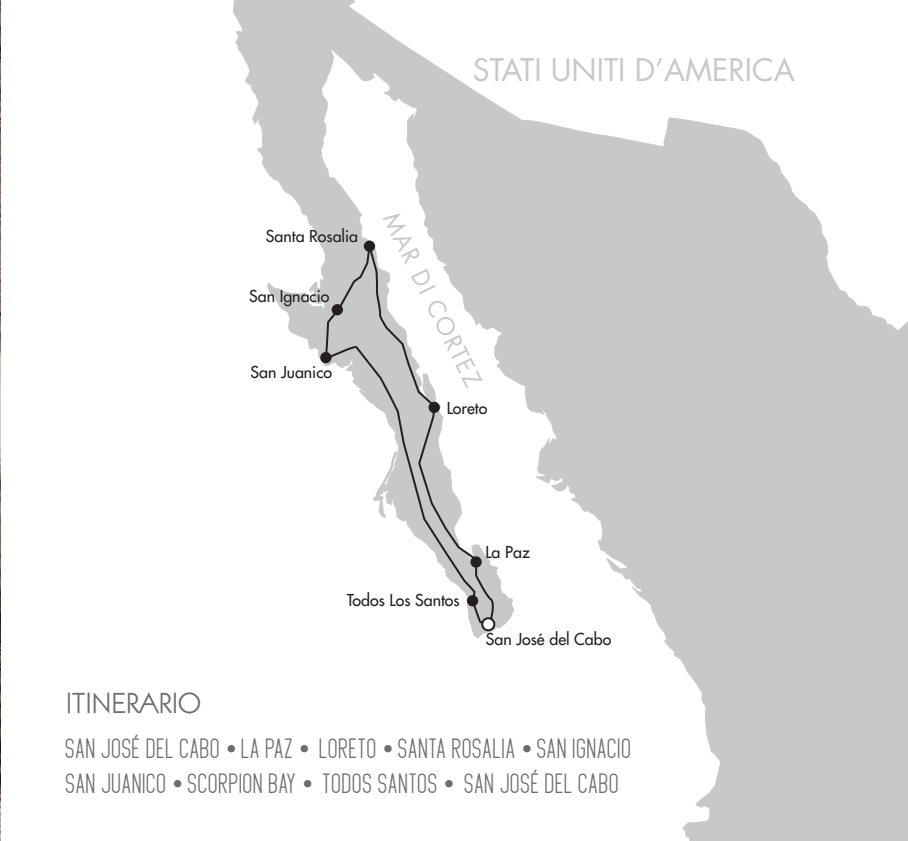 STATI UNITI D’AMERICA
MAR DI CORTEZ
Santa Rosalia
San Ignacio
San Juanico
Loreto
La Paz
Todos Los Santos
San José del Cabo
ITINERARIO
SAN JOSÉ DEL CABO • LA PAZ • LORETO • SANTA ROSALIA • SAN IGNACIO
SAN JUANICO • SCORPION BAY • TODOS SANTOS • SAN JOSÉ DEL CABO